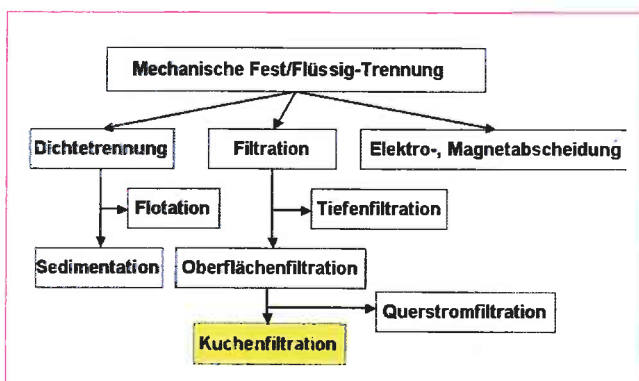 Mechanische Fest/Flüssig-Trennung
Dichtetrennung
Filtration
Elektro-, Magnetabscheidung
Flotation
Tiefenfiltration
Sedimentation
Oberflächenfiltration
Querstromfiltration
Kuchenfiltration